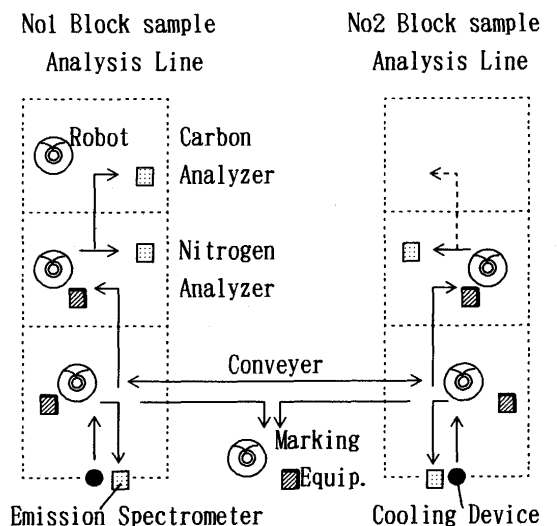 No1 Block sample
Analysis Line
No2 Block sample
Analysis Line
Robot
Carbon
Analyzer
Nitrogen
Analyzer
Conveyer
Marking
Equip.
Emission Spectrometer
Cooling Device